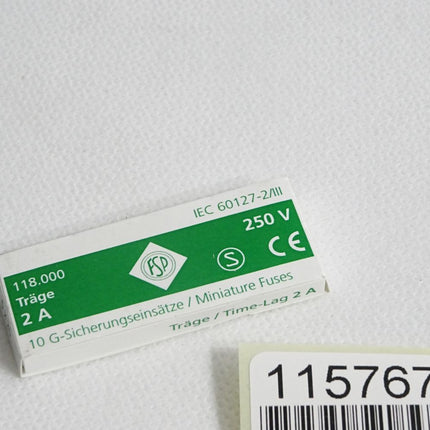 IEC 60127-2/III
118.000
Träge
2 A
FSP
S
250 V
CE
10 G-Sicherungseinsätze / Miniature Fuses
Träge / Time-Lag 2 A
115767